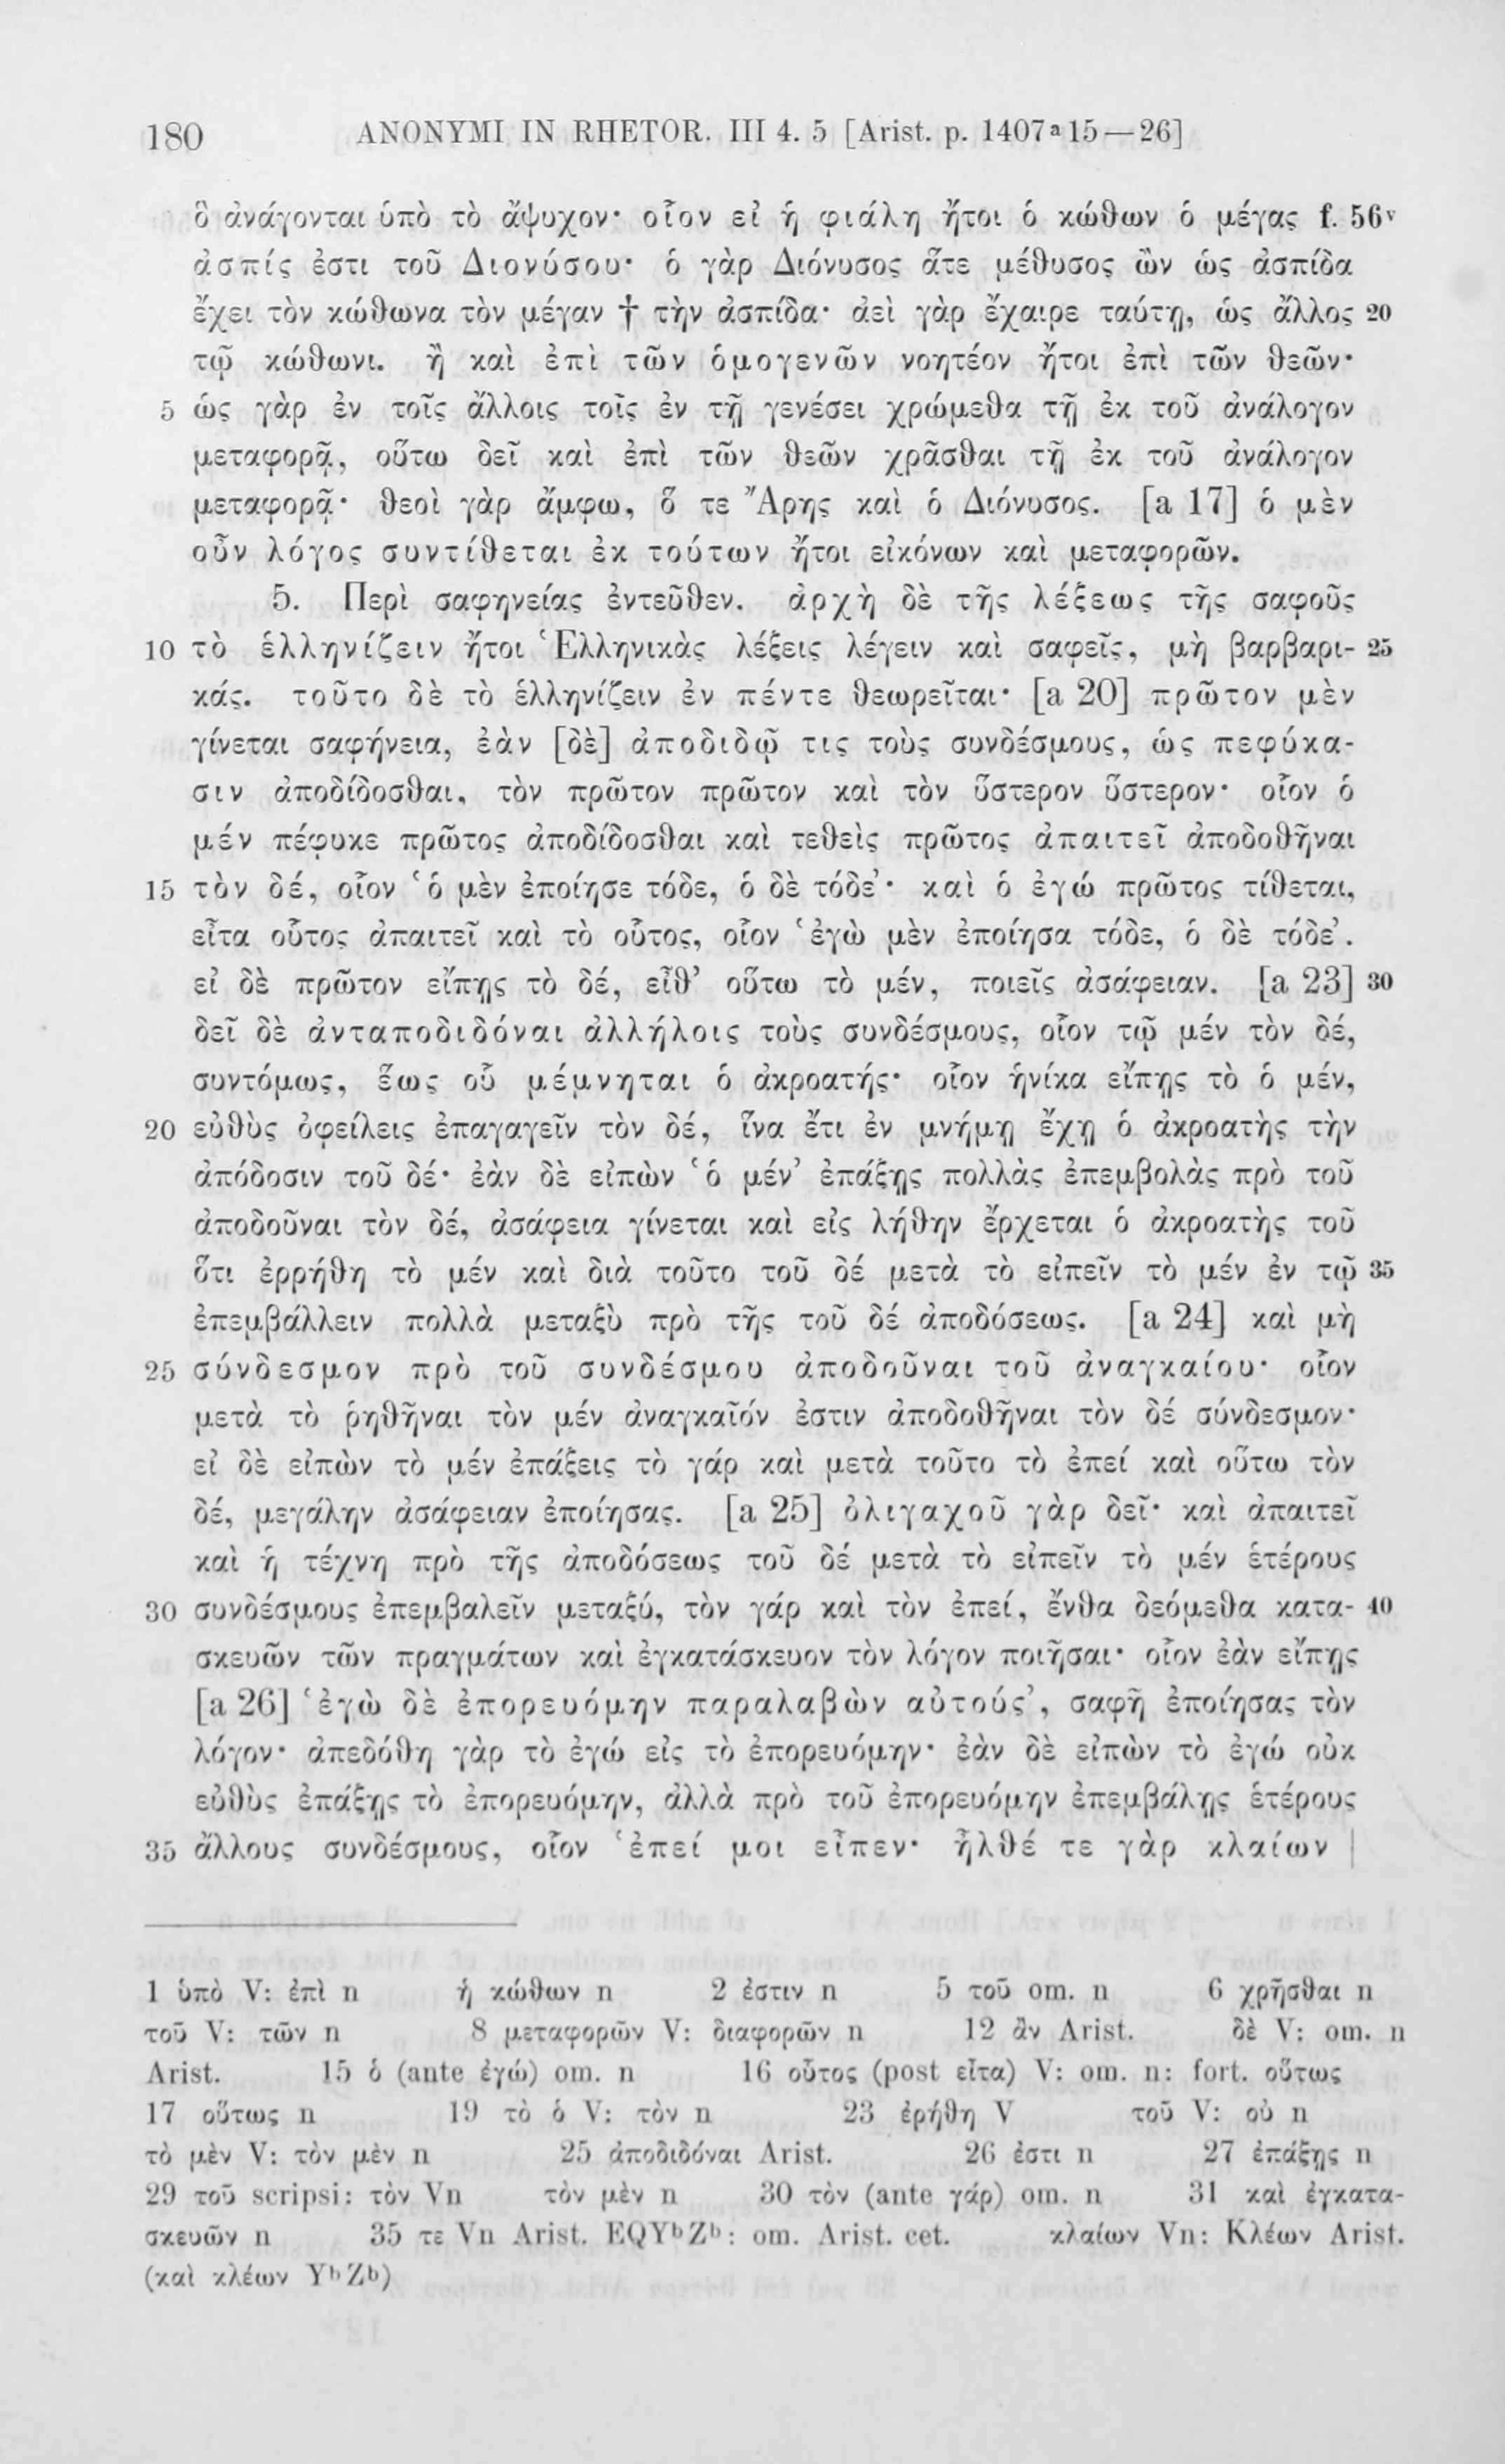 180 ANONYMI IN RHETOR. III 4. 5 [Arist. p. 1407ª15—26]
ὃ ἀνάγονται ὑπὸ τὸ ἄψυχον· οἷον εἰ ἡ φιάλη ἤτοι ὁ κώθων ὁ μέγας f. 56ᵛ
ἀσπίς ἐστι τοῦ Διονύσου· ὁ γὰρ Διόνυσος ἅτε μέθυσος ὢν ὡς ἀσπίδα
ἔχει τὸν κώθωνα τὸν μέγαν † τὴν ἀσπίδα· ἀεὶ γὰρ ἔχαιρε ταύτῃ, ὡς ἄλλος 20
τῷ κώθωνι. ἢ καὶ ἐπὶ τῶν ὁμογενῶν νοητέον ἤτοι ἐπὶ τῶν θεῶν·
5 ὡς γὰρ ἐν τοῖς ἄλλοις τοῖς ἐν τῇ γενέσει χρώμεθα τῇ ἐκ τοῦ ἀνάλογον
μεταφορᾷ, οὕτω δεῖ καὶ ἐπὶ τῶν θεῶν χρᾶσθαι τῇ ἐκ τοῦ ἀνάλογον
μεταφορᾷ· θεοὶ γὰρ ἄμφω, ὅ τε Ἄρης καὶ ὁ Διόνυσος. [a 17] ὁ μὲν
οὖν λόγος συντίθεται ἐκ τούτων ἤτοι εἰκόνων καὶ μεταφορῶν.
5. Περὶ σαφηνείας ἐντεῦθεν. ἀρχὴ δὲ τῆς λέξεως τῆς σαφοῦς
10 τὸ ἑλληνίζειν ἤτοι Ἑλληνικὰς λέξεις λέγειν καὶ σαφεῖς, μὴ βαρβαρι- 25
κάς. τοῦτο δὲ τὸ ἑλληνίζειν ἐν πέντε θεωρεῖται· [a 20] πρῶτον μὲν
γίνεται σαφήνεια, ἐὰν [δὲ] ἀποδιδῷ τις τοὺς συνδέσμους, ὡς πεφύκα-
σιν ἀποδίδοσθαι, τὸν πρῶτον πρῶτον καὶ τὸν ὕστερον ὕστερον· οἷον ὁ
μέν πέφυκε πρῶτος ἀποδίδοσθαι καὶ τεθεὶς πρῶτος ἀπαιτεῖ ἀποδοθῆναι
15 τὸν δέ, οἷον ‘ὁ μὲν ἐποίησε τόδε, ὁ δὲ τόδε’· καὶ ὁ ἐγώ πρῶτος τίθεται,
εἶτα οὗτος ἀπαιτεῖ καὶ τὸ οὗτος, οἷον ‘ἐγὼ μὲν ἐποίησα τόδε, ὁ δὲ τόδε’.
εἰ δὲ πρῶτον εἴπῃς τὸ δέ, εἶθ’ οὕτω τὸ μέν, ποιεῖς ἀσάφειαν. [a 23] 30
δεῖ δὲ ἀνταποδιδόναι ἀλλήλοις τοὺς συνδέσμους, οἷον τῷ μέν τὸν δέ,
συντόμως, ἕως οὗ μέμνηται ὁ ἀκροατής· οἷον ἡνίκα εἴπῃς τὸ ὁ μέν,
20 εὐθὺς ὀφείλεις ἐπαγαγεῖν τὸν δέ, ἵνα ἔτι ἐν μνήμῃ ἔχῃ ὁ ἀκροατὴς τὴν
ἀπόδοσιν τοῦ δέ· ἐὰν δὲ εἰπὼν ‘ὁ μέν’ ἐπάξῃς πολλὰς ἐπεμβολὰς πρὸ τοῦ
ἀποδοῦναι τὸν δέ, ἀσάφεια γίνεται καὶ εἰς λήθην ἔρχεται ὁ ἀκροατὴς τοῦ
ὅτι ἐρρήθη τὸ μέν καὶ διὰ τοῦτο τοῦ δέ μετὰ τὸ εἰπεῖν τὸ μέν ἐν τῷ 35
ἐπεμβάλλειν πολλὰ μεταξὺ πρὸ τῆς τοῦ δέ ἀποδόσεως. [a 24] καὶ μὴ
25 σύνδεσμον πρὸ τοῦ συνδέσμου ἀποδοῦναι τοῦ ἀναγκαίου· οἷον
μετὰ τὸ ῥηθῆναι τὸν μέν ἀναγκαῖόν ἐστιν ἀποδοθῆναι τὸν δέ σύνδεσμον·
εἰ δὲ εἰπὼν τὸ μέν ἐπάξεις τὸ γάρ καὶ μετὰ τοῦτο τὸ ἐπεί καὶ οὕτω τὸν
δέ, μεγάλην ἀσάφειαν ἐποίησας. [a 25] ὀλιγαχοῦ γὰρ δεῖ· καὶ ἀπαιτεῖ
καὶ ἡ τέχνη πρὸ τῆς ἀποδόσεως τοῦ δέ μετὰ τὸ εἰπεῖν τὸ μέν ἑτέρους
30 συνδέσμους ἐπεμβαλεῖν μεταξύ, τὸν γάρ καὶ τὸν ἐπεί, ἔνθα δεόμεθα κατα- 40
σκευῶν τῶν πραγμάτων καὶ ἐγκατάσκευον τὸν λόγον ποιῆσαι· οἷον ἐὰν εἴπῃς
[a 26] ‘ἐγὼ δὲ ἐπορευόμην παραλαβὼν αὐτούς’, σαφῆ ἐποίησας τὸν
λόγον· ἀπεδόθη γὰρ τὸ ἐγώ εἰς τὸ ἐπορευόμην· ἐὰν δὲ εἰπὼν τὸ ἐγώ οὐκ
εὐθὺς ἐπάξῃς τὸ ἐπορευόμην, ἀλλὰ πρὸ τοῦ ἐπορευόμην ἐπεμβάλῃς ἑτέρους
35 ἄλλους συνδέσμους, οἷον ‘ἐπεί μοι εἶπεν· ἦλθέ τε γὰρ κλαίων |
1 ὑπὸ V: ἐπὶ n ἡ κώθων n 2 ἐστιν n 5 τοῦ om. n 6 χρῆσθαι n
τοῦ V: τῶν n 8 μεταφορῶν V: διαφορῶν n 12 ἂν Arist. δὲ V: om. n
Arist. 15 ὁ (ante ἐγώ) om. n 16 οὗτος (post εἶτα) V: om. n: fort. οὕτως
17 οὕτως n 19 τὸ ὁ V: τὸν n 23 ἐρήθη V τοῦ V: οὐ n
τὸ μὲν V: τὸν μὲν n 25 ἀποδιδόναι Arist. 26 ἐστι n 27 ἐπάξῃς n
29 τοῦ scripsi: τὸν Vn τὸν μὲν n 30 τὸν (ante γάρ) om. n 31 καὶ ἐγκατα-
σκευῶν n 35 τε Vn Arist. EQYᵇZᵇ: om. Arist. cet. κλαίων Vn: Κλέων Arist.
(καὶ κλέων YᵇZᵇ)